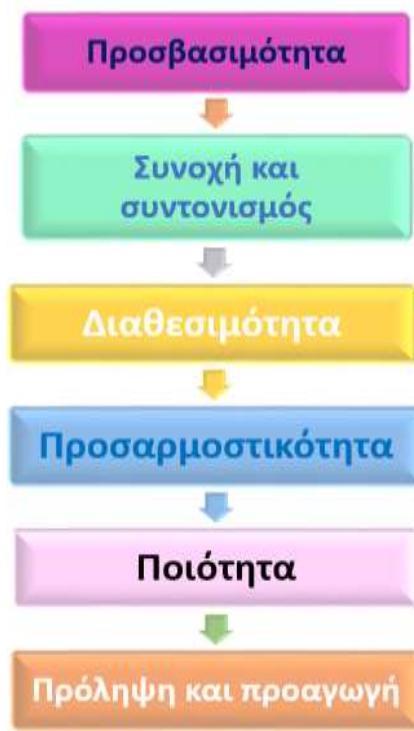 Προσβασιμότητα
Συνοχή και
συντονισμός
Διαθεσιμότητα
Προσαρμοστικότητα
Ποιότητα
Πρόληψη και προαγωγή